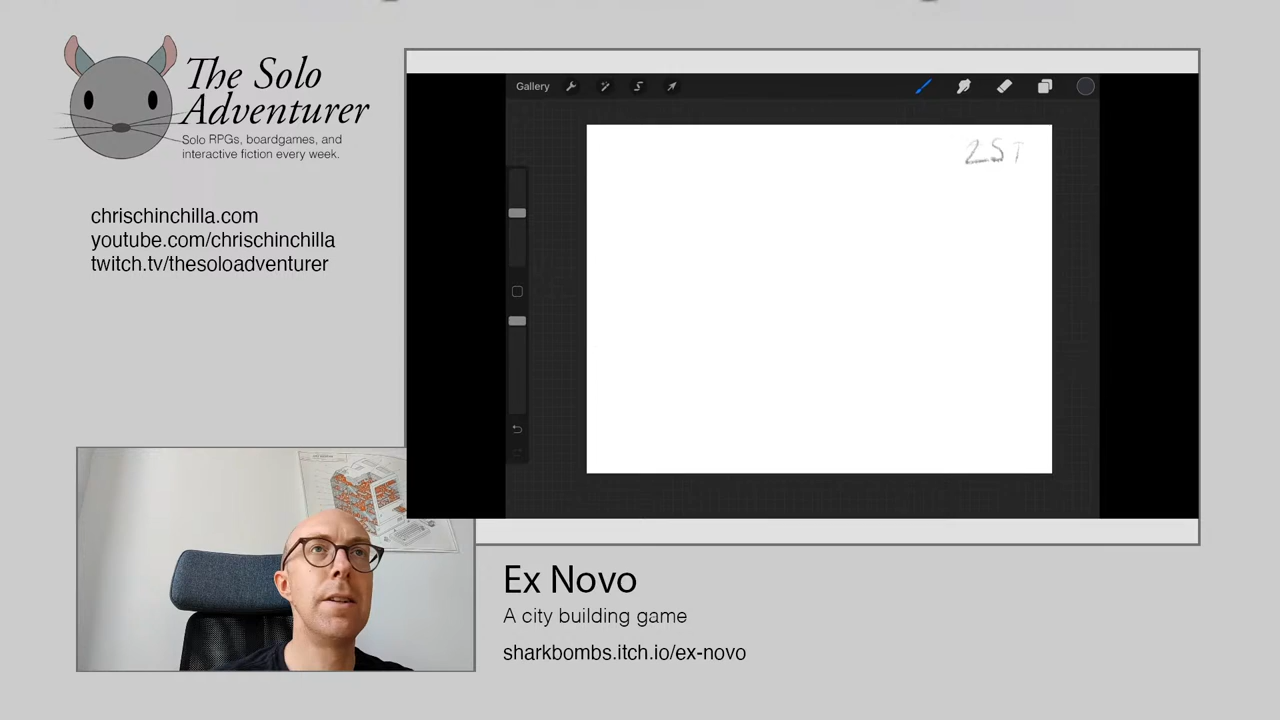 The Solo
Adventurer
Solo RPGs, boardgames, and
interactive fiction every week.
chrischinchilla.com
youtube.com/chrischinchilla
twitch.tv/thesoloadventurer
Gallery
2ST
Ex Novo
A city building game
sharkbombs.itch.io/ex-novo